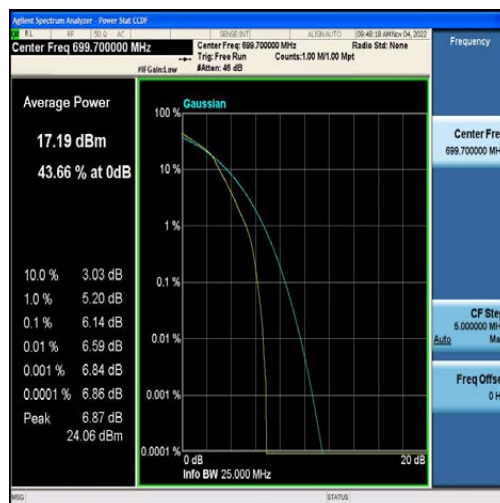 Agilent Spectrum Analyzer - Power Stat CCDF
RL RF 50 Ω AC SENSE:INT ALIGN AUTO 09:48:18 AM Nov 04, 2022
Center Freq 699.700000 MHz
Center Freq: 699.700000 MHz
Radio Std: None
Trig: Free Run Counts:1.00 M/1.00 Mpt
#IFGain:Low
#Atten: 46 dB
Frequency
Average Power
17.19 dBm
43.66 % at 0dB
10.0 % 3.03 dB
1.0 % 5.20 dB
0.1 % 6.14 dB
0.01 % 6.59 dB
0.001 % 6.84 dB
0.0001 % 6.86 dB
Peak 6.87 dB
24.06 dBm
Gaussian
100 %
10 %
1 %
0.1 %
0.01 %
0.001 %
0.0001 %
0 dB 20 dB
Info BW 25.000 MHz
Center Fre
699.700000 MH
CF Ste
5.000000 MH
Auto Ma
Freq Offse
0 H
MSG STATUS